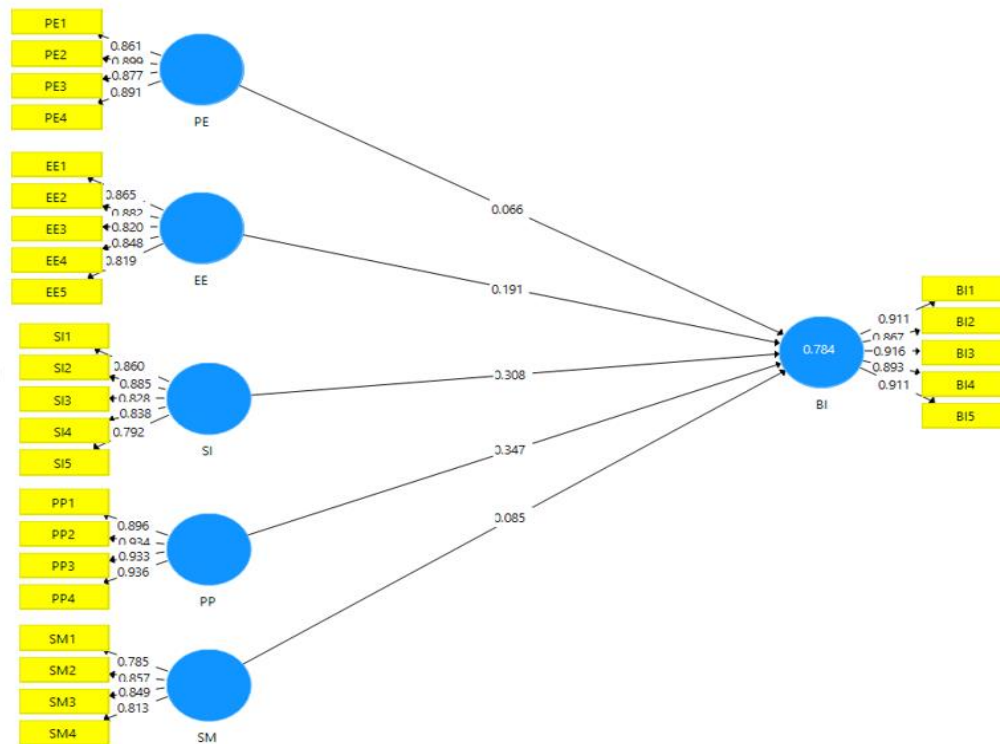 PE1
PE2
PE3
PE4
0.861
0.899
0.877
0.891
PE
EE1
EE2
EE3
EE4
EE5
0.865
0.882
0.820
0.848
0.819
EE
SI1
SI2
SI3
SI4
SI5
0.860
0.885
0.828
0.838
0.792
SI
PP1
PP2
PP3
PP4
0.896
0.934
0.933
0.936
PP
SM1
SM2
SM3
SM4
0.785
0.857
0.849
0.813
SM
0.066
0.191
0.308
0.347
0.085
0.784
BI
0.911
0.867
0.916
0.893
0.911
BI1
BI2
BI3
BI4
BI5